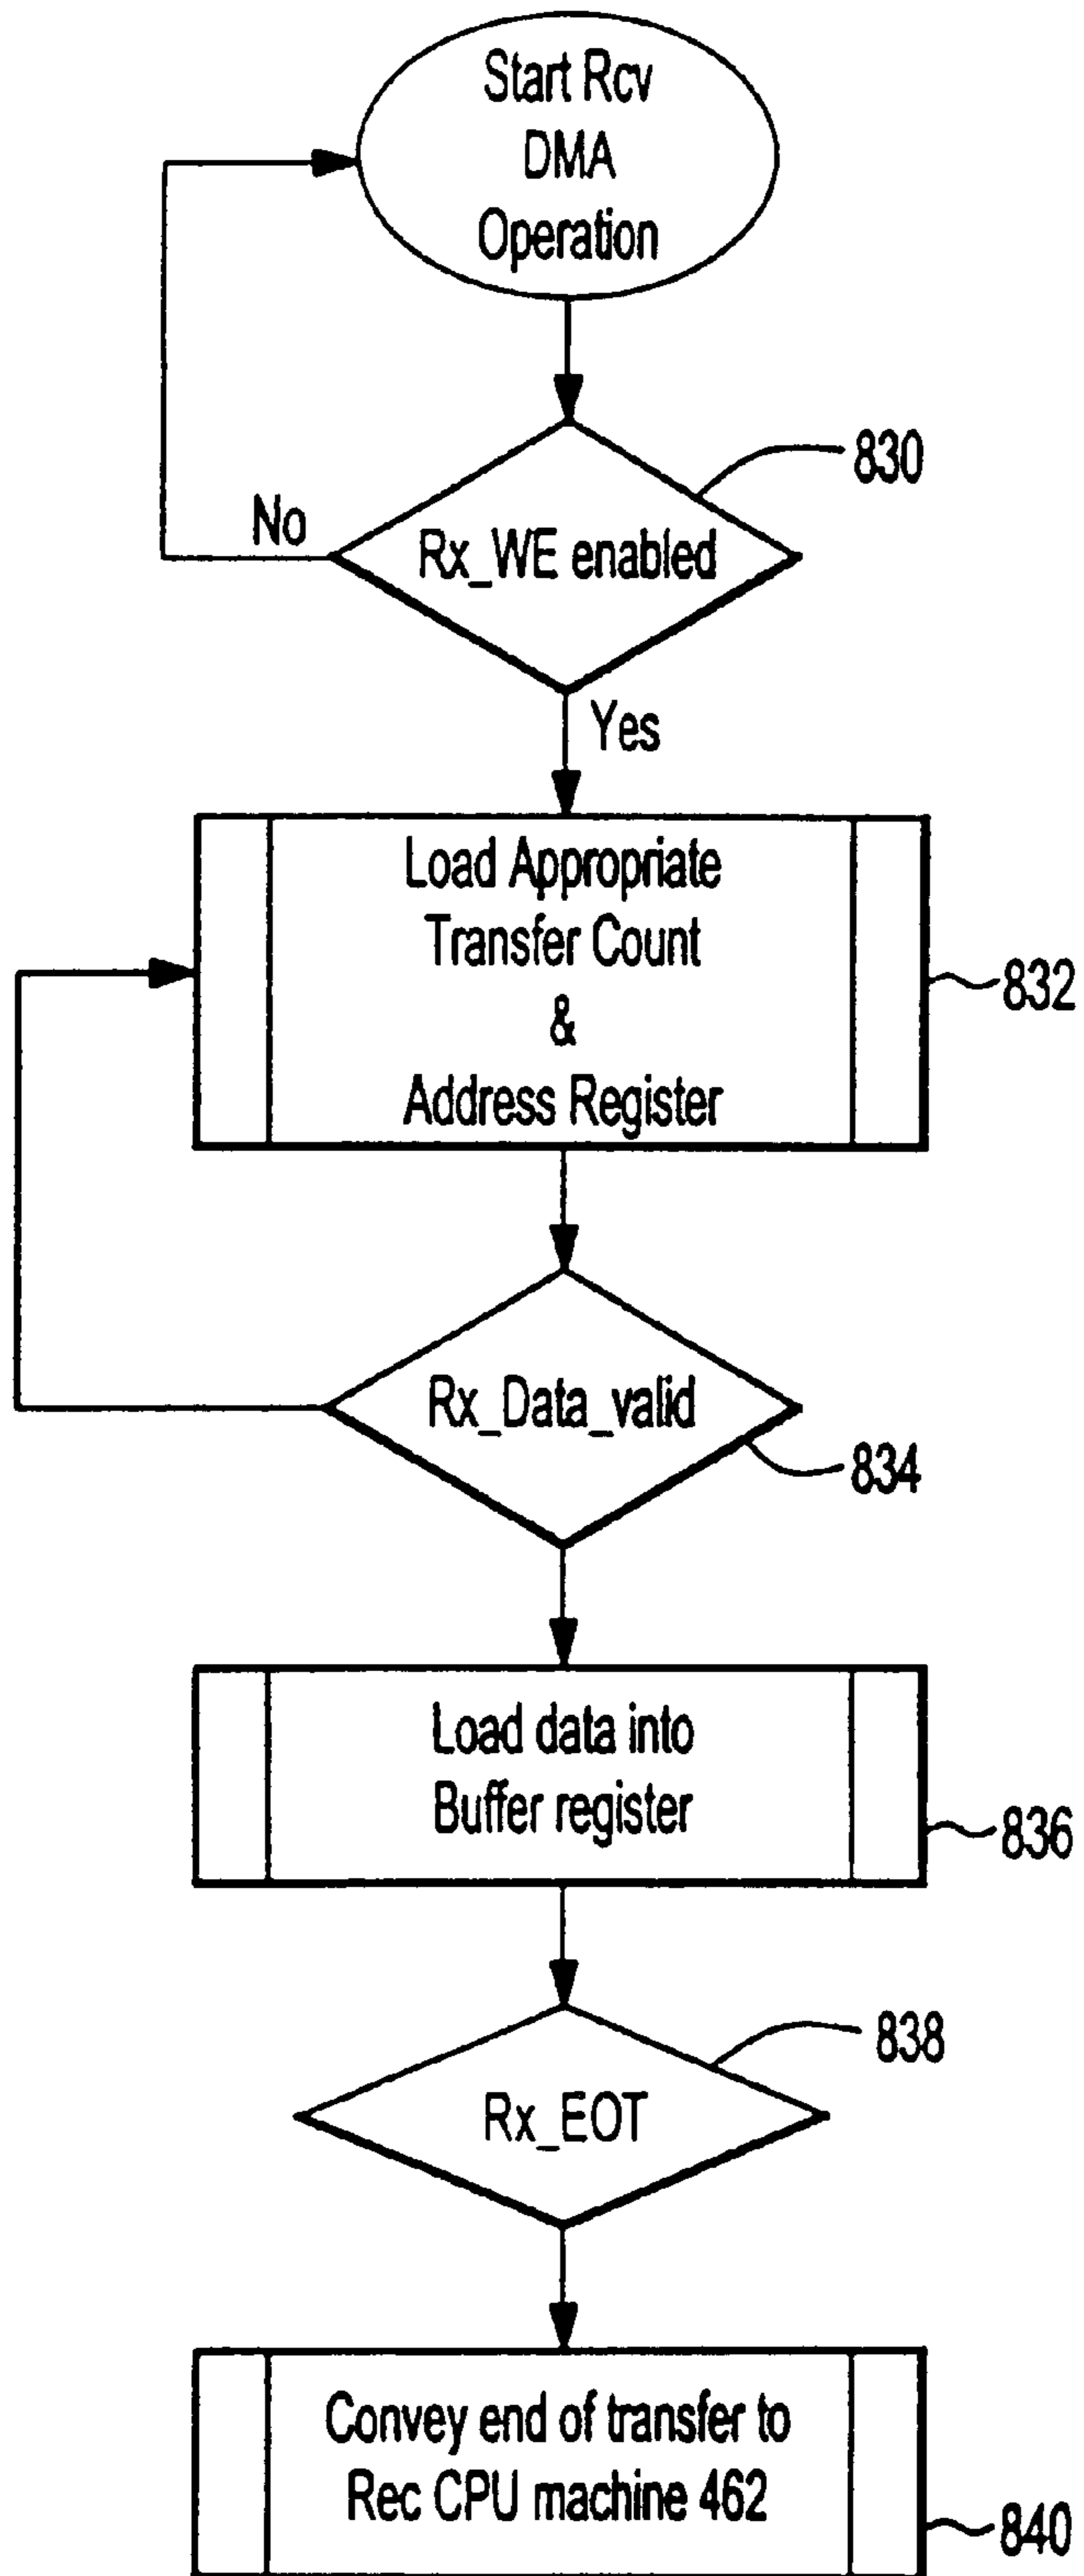 Start Rcv
DMA
Operation
830
No
Rx_WE enabled
Yes
Load Appropriate
Transfer Count
&
Address Register
832
Rx_Data_valid
834
Load data into
Buffer register
836
838
Rx_EOT
Convey end of transfer to
Rec CPU machine 462
840